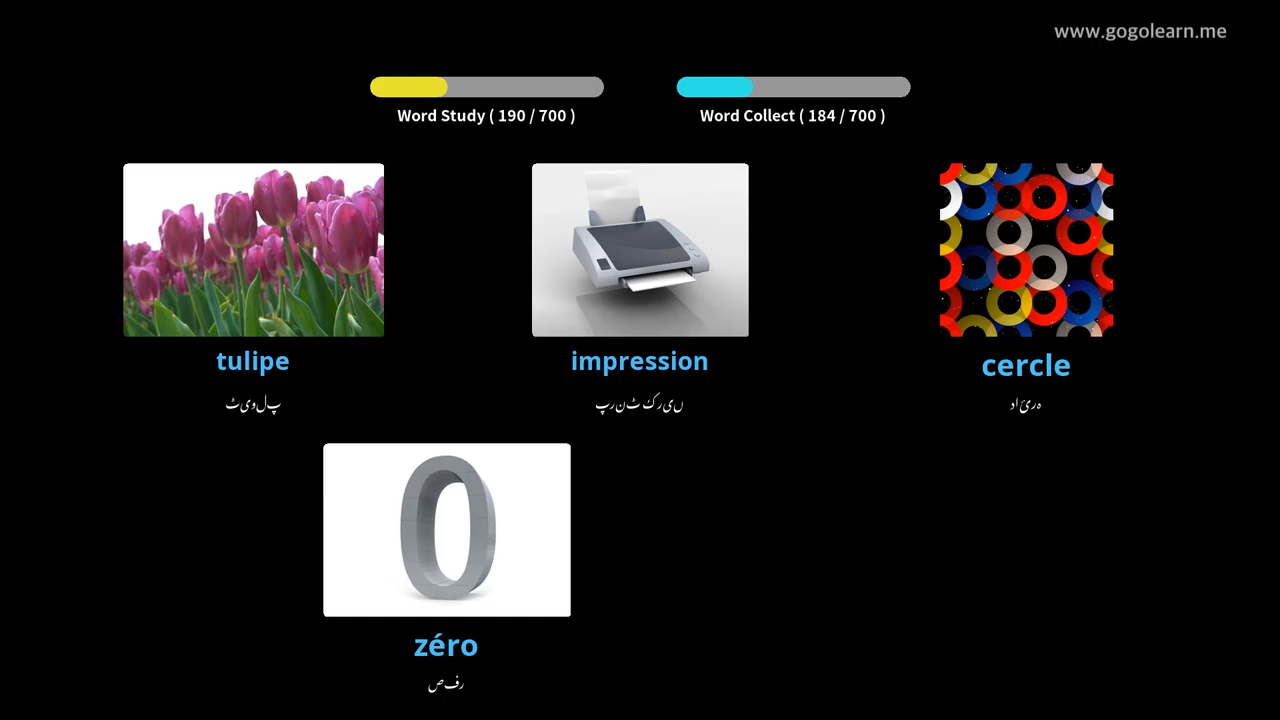 www.gogolearn.me
Word Study ( 190 / 700 )
Word Collect ( 184 / 700 )
tulipe
impression
cercle
پلویٹ
ںیرک ٹنرپ
ہرئاد
zéro
رفص